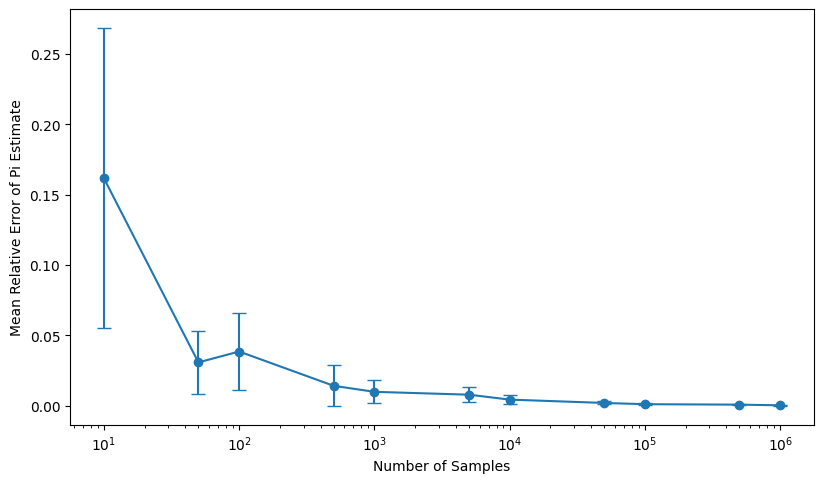 Mean Relative Error of Pi Estimate
0.25
0.20
0.15
0.10
0.05
0.00
10¹ 10² 10³ 10⁴ 10⁵ 10⁶
Number of Samples